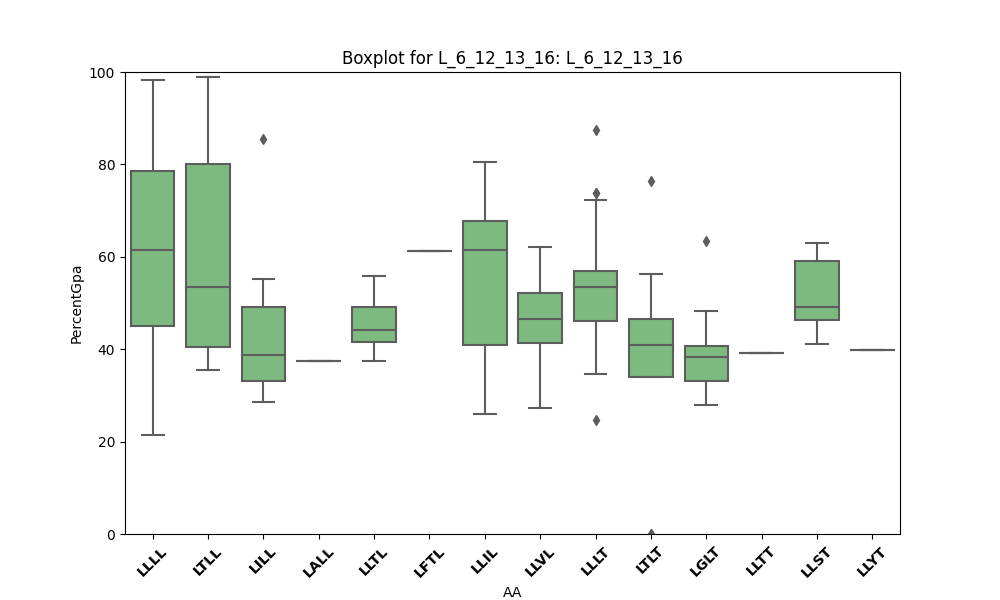 Boxplot for L_6_12_13_16: L_6_12_13_16
100
80
60
40
20
0
PercentGpa
LLLL LTLL LILL LALL LLTL LFTL LLIL LLVL LLLT LTLT LGLT LLTT LLST LLYT
AA